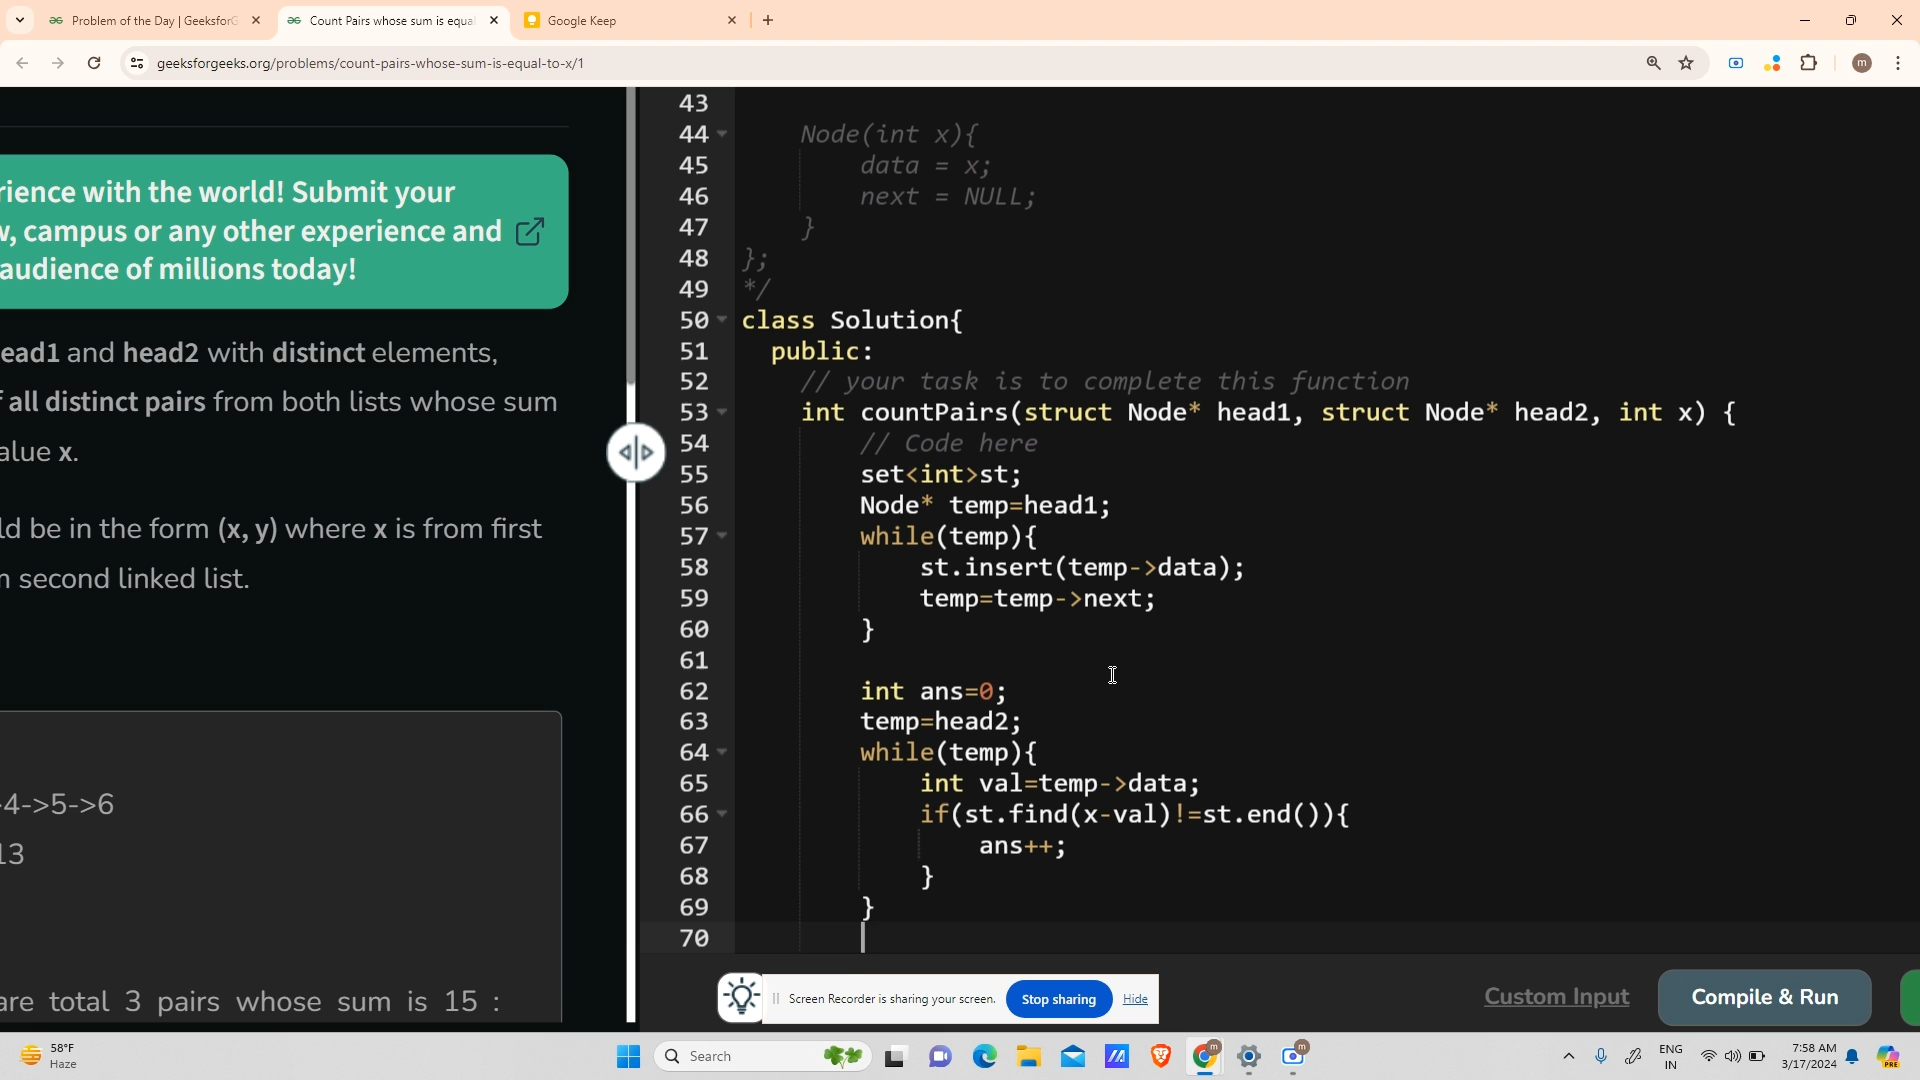 Problem of the Day | GeeksforG
Count Pairs whose sum is equa
Google Keep
geeksforgeeks.org/problems/count-pairs-whose-sum-is-equal-to-x/1
m
rience with the world! Submit your
w, campus or any other experience and
audience of millions today!
ead1 and head2 with distinct elements,
f all distinct pairs from both lists whose sum
alue x.
ld be in the form (x, y) where x is from first
m second linked list.
4->5->6
13
are total 3 pairs whose sum is 15 :
43
44 Node(int x){
45 data = x;
46 next = NULL;
47 }
48 };
49 */
50 class Solution{
51 public:
52 // your task is to complete this function
53 int countPairs(struct Node* head1, struct Node* head2, int x) {
54 // Code here
55 set<int>st;
56 Node* temp=head1;
57 while(temp){
58 st.insert(temp->data);
59 temp=temp->next;
60 }
61
62 int ans=0;
63 temp=head2;
64 while(temp){
65 int val=temp->data;
66 if(st.find(x-val)!=st.end()){
67 ans++;
68 }
69 }
70
Screen Recorder is sharing your screen.
Stop sharing
Hide
Custom Input
Compile & Run
58°F
Haze
Search
m
m
ENG
IN
7:58 AM
3/17/2024
PRE